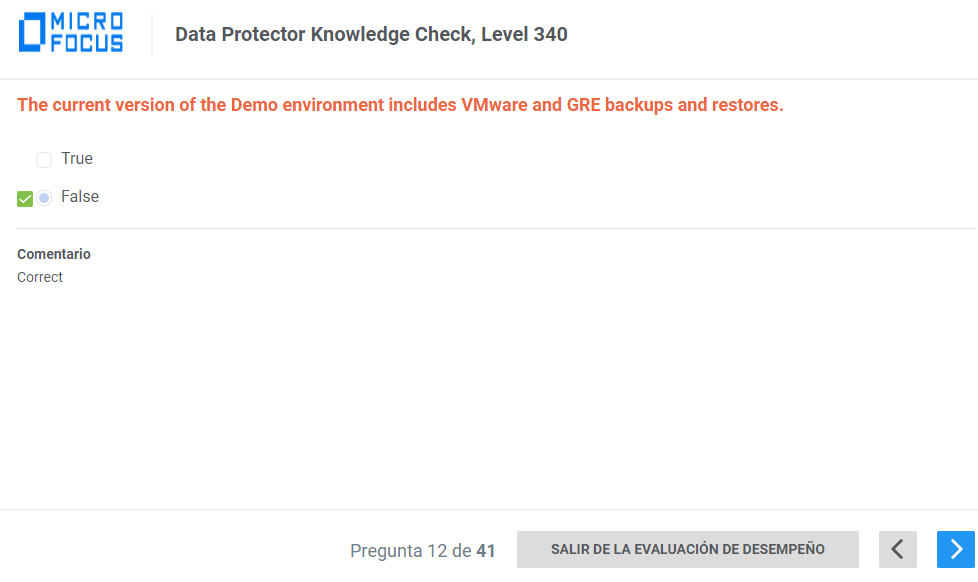 MICRO
FOCUS
Data Protector Knowledge Check, Level 340
The current version of the Demo environment includes VMware and GRE backups and restores.
True
False
Comentario
Correct
Pregunta 12 de 41
SALIR DE LA EVALUACIÓN DE DESEMPEÑO